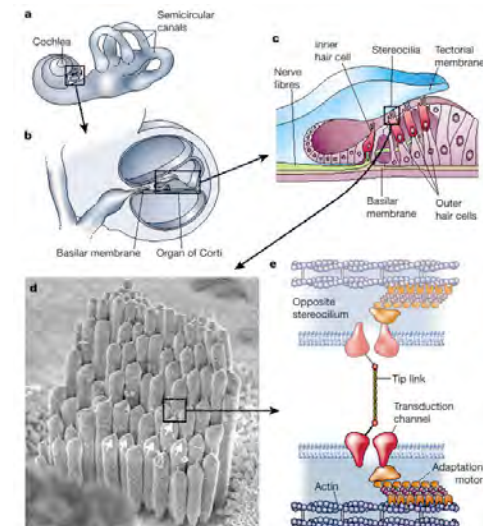 a
Semicircular
canals
Cochlea
b
Basilar membrane
Organ of Corti
c
Inner
hair cell
Stereocilia
Tectorial
membrane
Nerve
fibres
Basilar
membrane
Outer
hair cells
d
e
Opposite
stereocilium
Tip link
Transduction
channel
Adaptation
motor
Actin